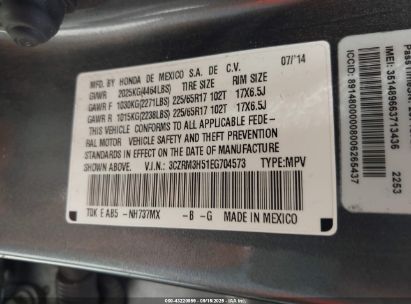 MFD. BY HONDA DE MEXICO S.A. DE C.V. 07/'14
GVWR 2025KG(4464LBS) TIRE SIZE RIM SIZE
GAWR F 1030KG(2271LBS) 225/65R17 102T 17X6.5J
GAWR R 1015KG(2238LBS) 225/65R17 102T 17X6.5J
THIS VEHICLE CONFORMS TO ALL APPLICABLE FEDE-
RAL MOTOR VEHICLE SAFETY AND THEFT PREVENTION
STANDARDS IN EFFECT ON THE DATE OF MANUFACTURE
SHOWN ABOVE. V.I.N.: 3CZRM3H51EG704573 TYPE:MPV
TDK E AB5- NH737MX -B -G MADE IN MEXICO
IMEI: 351469663713436
ICCID: 89148000008006265437
2253